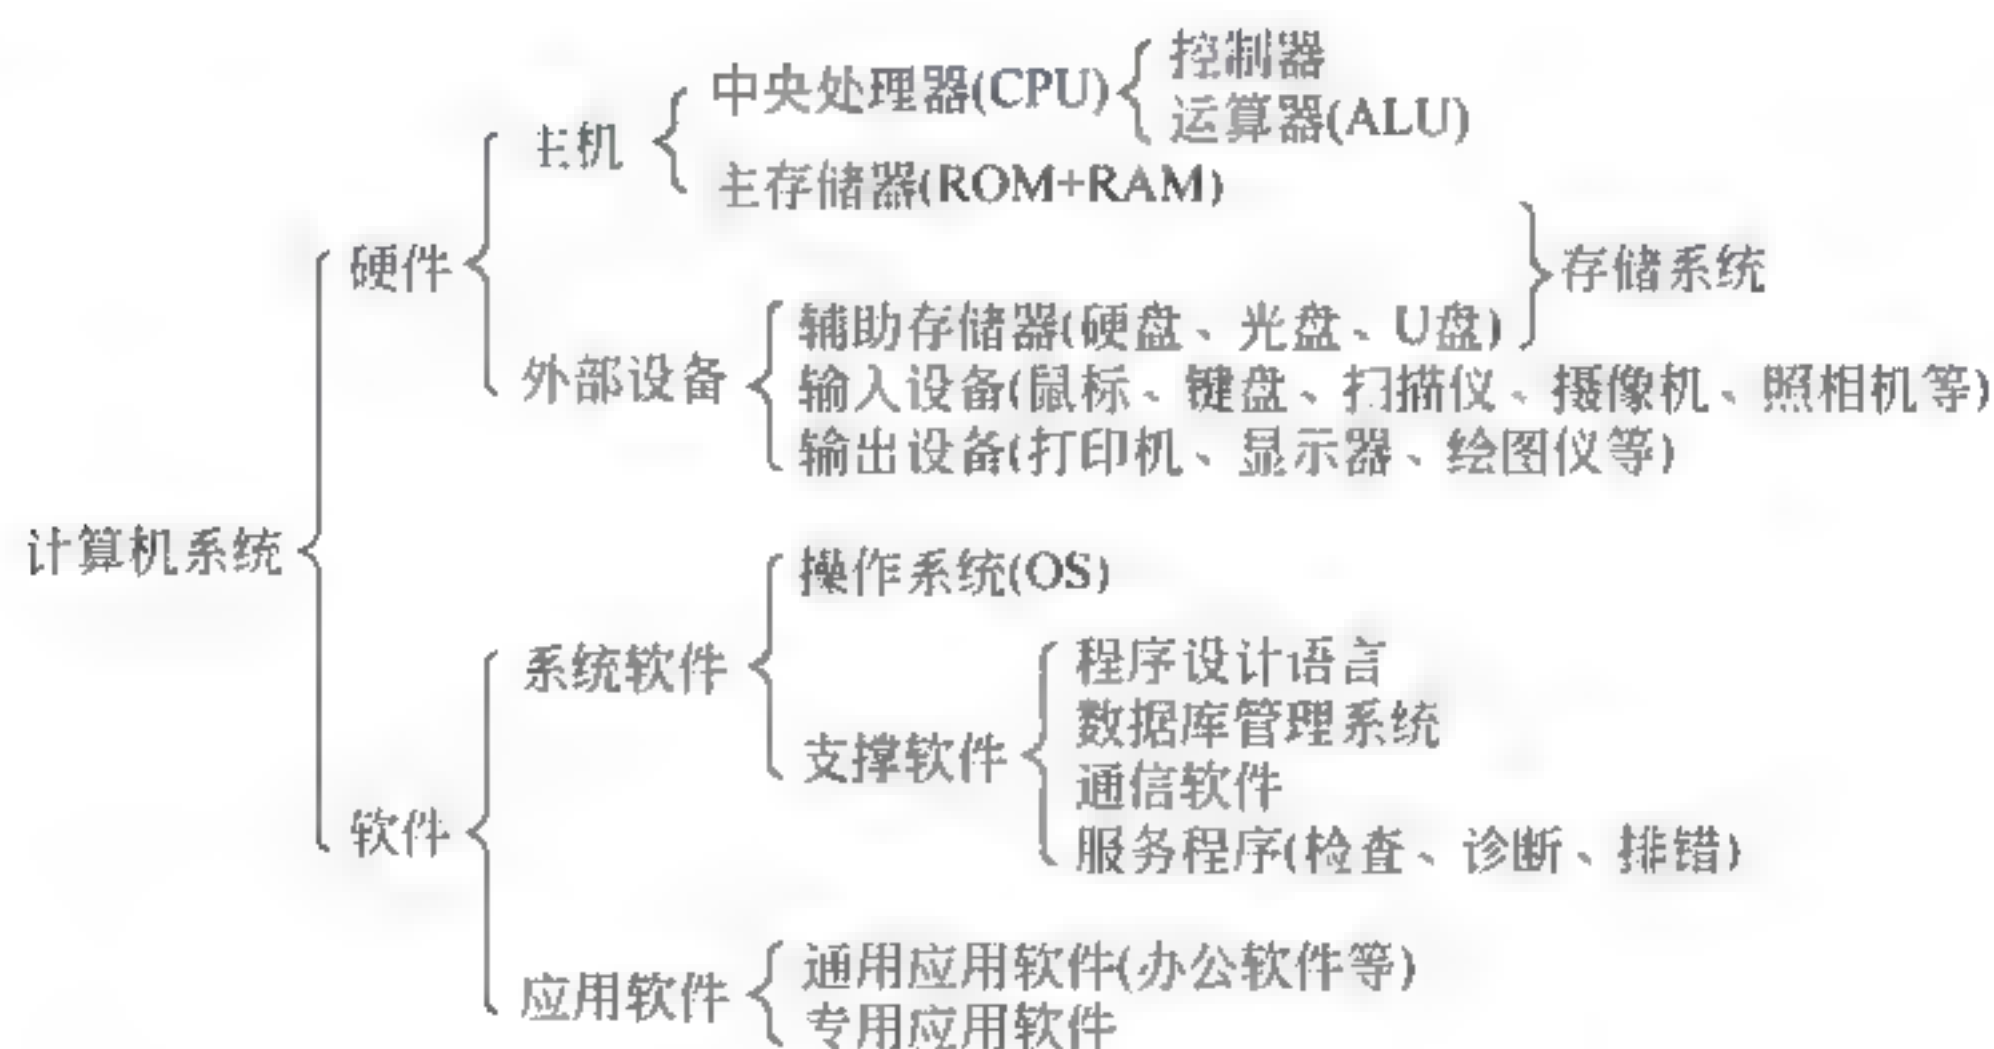 控制器
中央处理器(CPU)
运算器(ALU)
主机
主存储器(ROM+RAM)
硬件
存储系统
辅助存储器(硬盘、光盘、U盘)
外部设备
输入设备(鼠标、键盘、扫描仪、摄像机、照相机等)
输出设备(打印机、显示器、绘图仪等)
计算机系统
操作系统(OS)
系统软件
程序设计语言
数据库管理系统
支撑软件
通信软件
软件
服务程序(检查、诊断、排错)
通用应用软件(办公软件等)
应用软件
专用应用软件